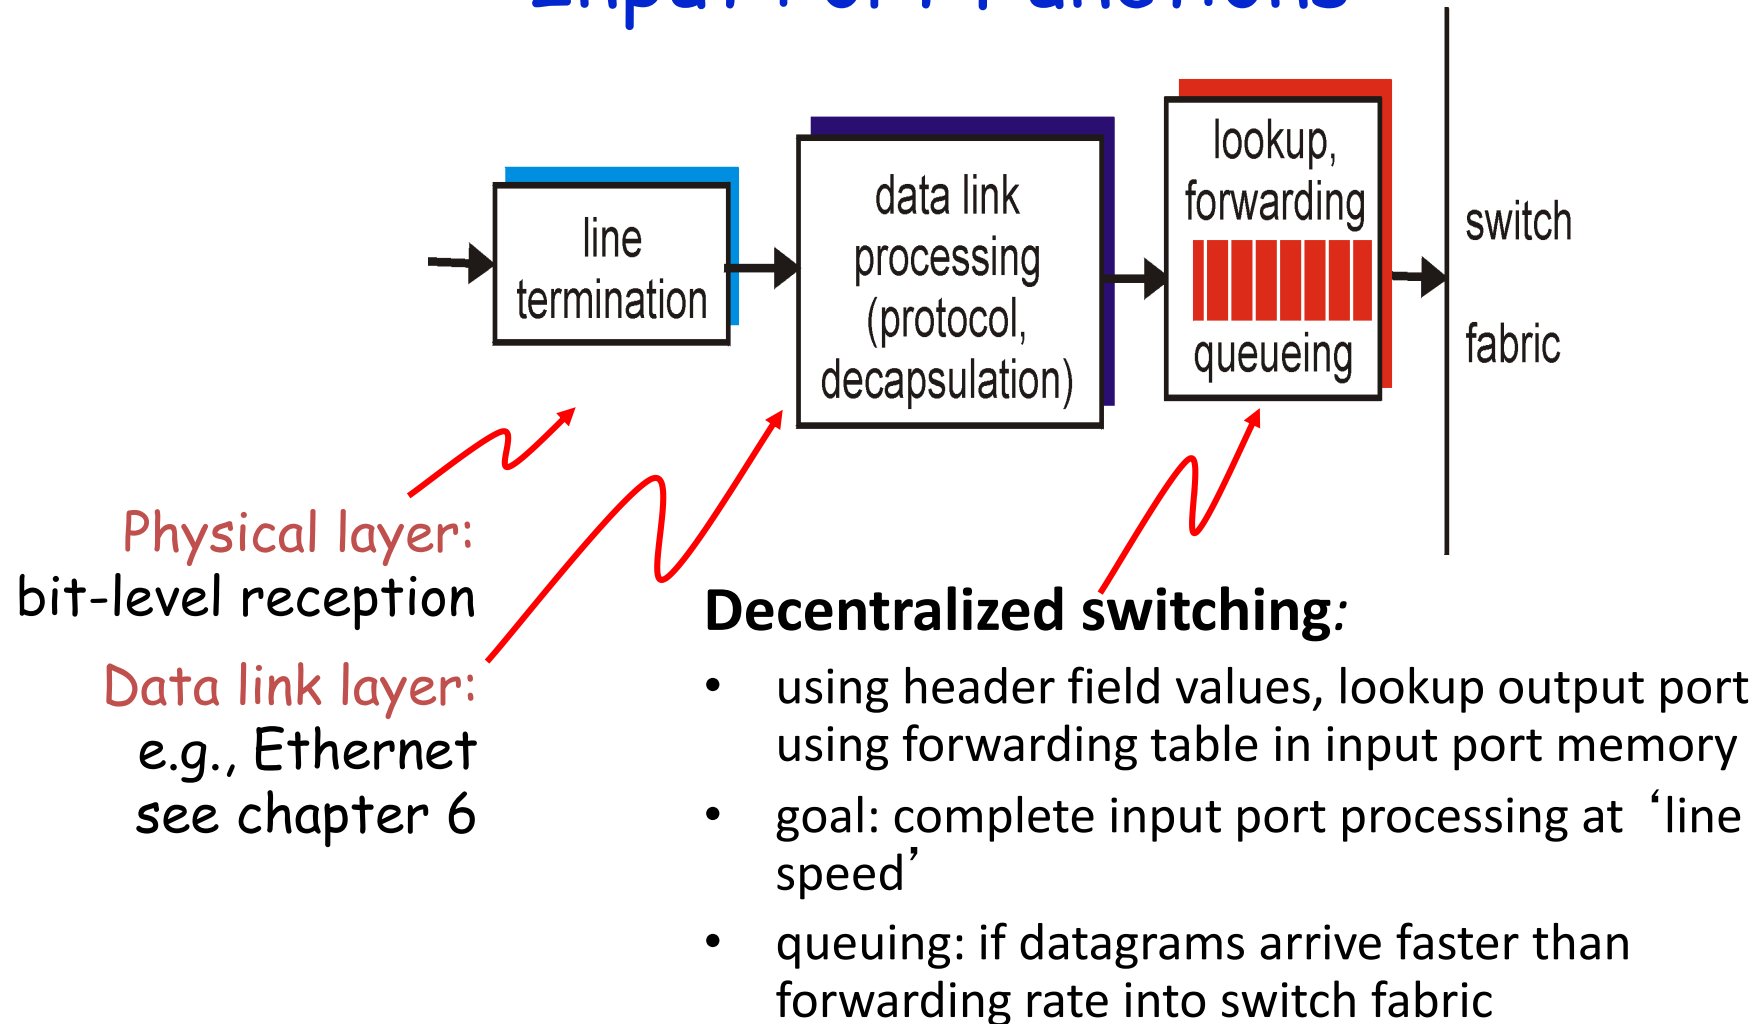 Input Port Functions
line
termination
data link
processing
(protocol,
decapsulation)
lookup,
forwarding
queueing
switch
fabric
Physical layer:
bit-level reception
Data link layer:
e.g., Ethernet
see chapter 6
Decentralized switching:
• using header field values, lookup output port
using forwarding table in input port memory
• goal: complete input port processing at ‘line
speed’
• queuing: if datagrams arrive faster than
forwarding rate into switch fabric